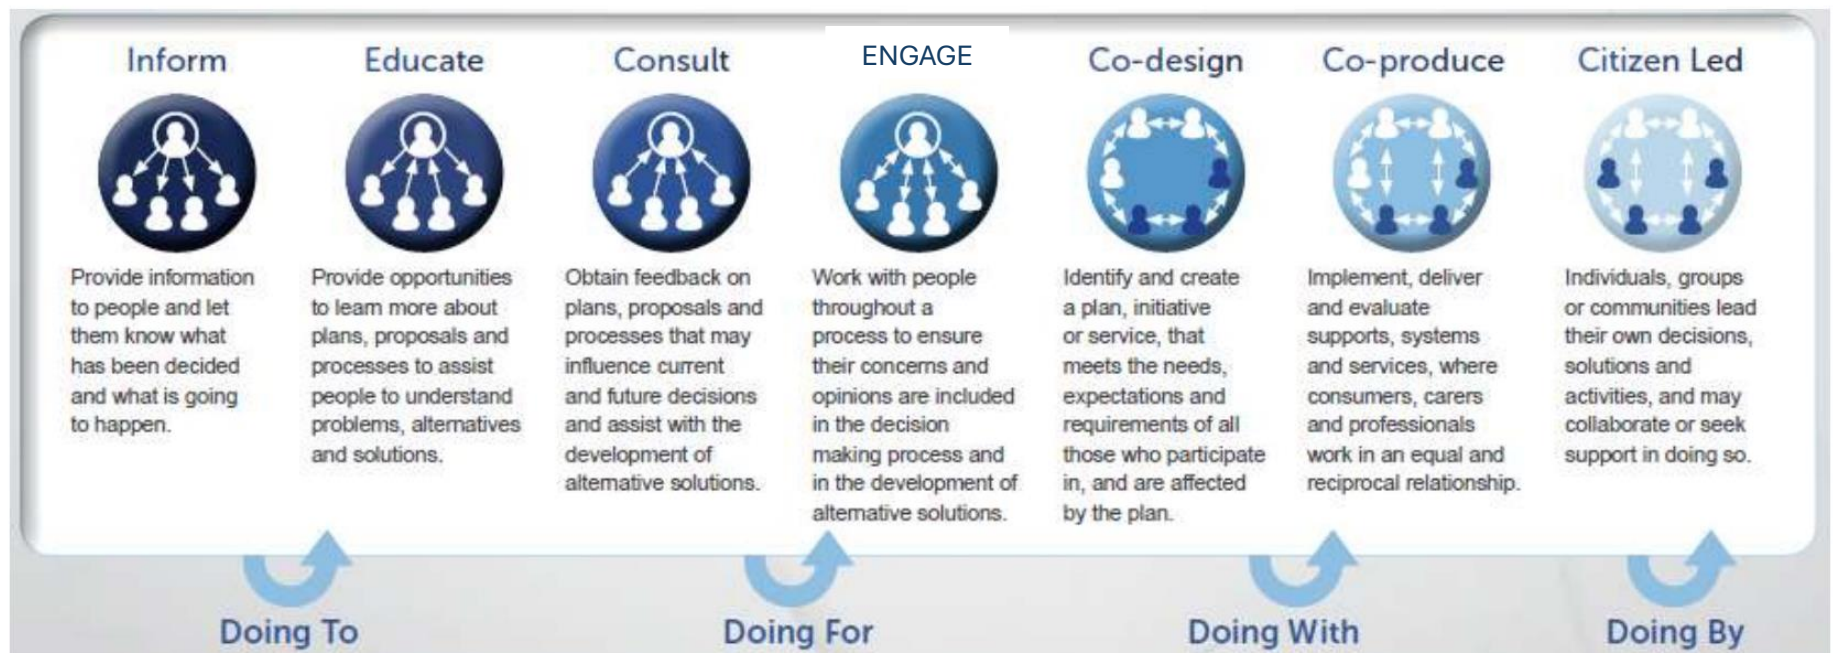 Inform
Provide information
to people and let
them know what
has been decided
and what is going
to happen.
Educate
Provide opportunities
to learn more about
plans, proposals and
processes to assist
people to understand
problems, alternatives
and solutions.
Consult
Obtain feedback on
plans, proposals and
processes that may
influence current
and future decisions
and assist with the
development of
alternative solutions.
ENGAGE
Work with people
throughout a
process to ensure
their concerns and
opinions are included
in the decision
making process and
in the development of
alternative solutions.
Co-design
Identify and create
a plan, initiative
or service, that
meets the needs,
expectations and
requirements of all
those who participate
in, and are affected
by the plan.
Co-produce
Implement, deliver
and evaluate
supports, systems
and services, where
consumers, carers
and professionals
work in an equal and
reciprocal relationship.
Citizen Led
Individuals, groups
or communities lead
their own decisions,
solutions and
activities, and may
collaborate or seek
support in doing so.
Doing To
Doing For
Doing With
Doing By